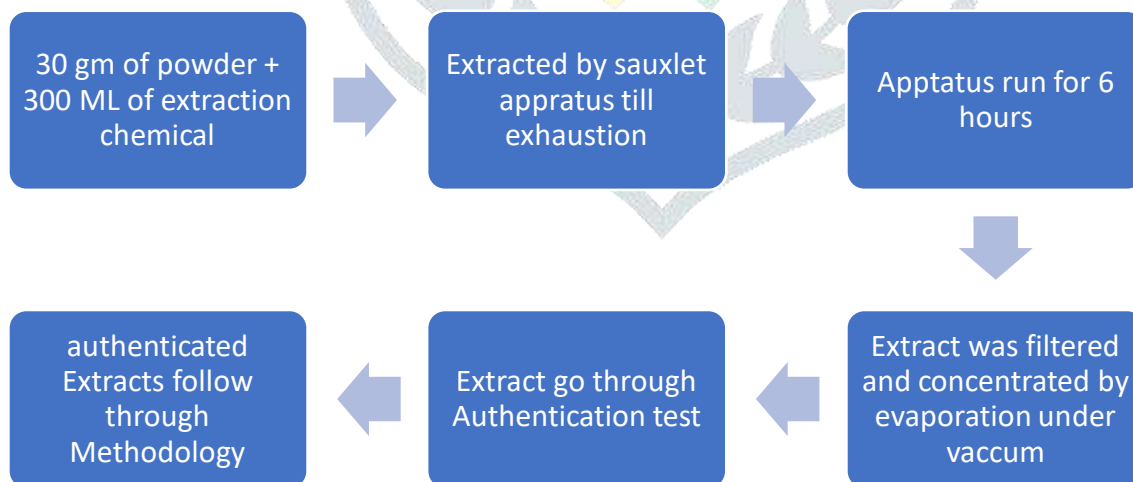 30 gm of powder +
300 ML of extraction
chemical
Extracted by sauxlet
appratus till
exhaustion
Apptatus run for 6
hours
Extract was filtered
and concentrated by
evaporation under
vaccum
Extract go through
Authentication test
authenticated
Extracts follow
through
Methodology